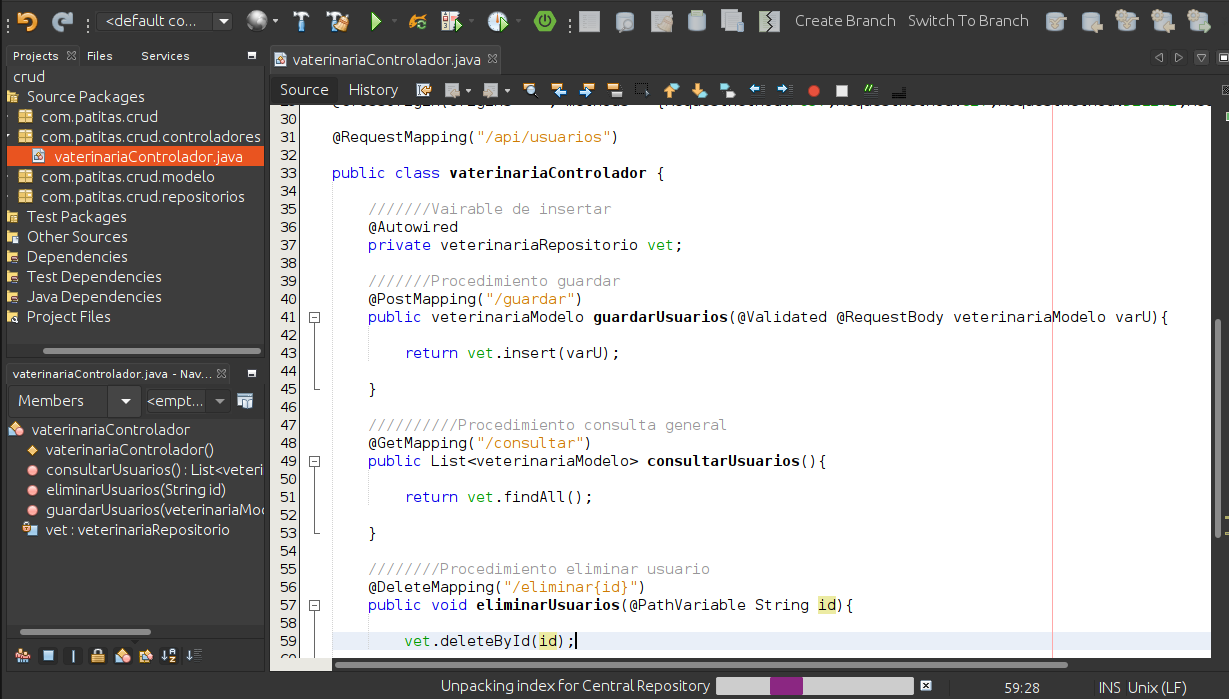 <default co...
Create Branch
Switch To Branch
Projects
Files
Services
crud
Source Packages
com.patitas.crud
com.patitas.crud.controladores
vaterinariaControlador.java
com.patitas.crud.modelo
com.patitas.crud.repositorios
Test Packages
Other Sources
Dependencies
Test Dependencies
Java Dependencies
Project Files
vaterinariaControlador.java - Nav...
Members
<empt...
vaterinariaControlador
vaterinariaControlador()
consultarUsuarios() : List<veteri
eliminarUsuarios(String id)
guardarUsuarios(veterinariaMo
vet : veterinariaRepositorio
vaterinariaControlador.java
Source
History
30
31 @RequestMapping("/api/usuarios")
32
33 public class vaterinariaControlador {
34
35 ///////Vairable de insertar
36 @Autowired
37 private veterinariaRepositorio vet;
38
39 ///////Procedimiento guardar
40 @PostMapping("/guardar")
41 public veterinariaModelo guardarUsuarios(@Validated @RequestBody veterinariaModelo varU){
42
43 return vet.insert(varU);
44
45 }
46
47 //////////Procedimiento consulta general
48 @GetMapping("/consultar")
49 public List<veterinariaModelo> consultarUsuarios(){
50
51 return vet.findAll();
52
53 }
54
55 ////////Procedimiento eliminar usuario
56 @DeleteMapping("/eliminar{id}")
57 public void eliminarUsuarios(@PathVariable String id){
58
59 vet.deleteById(id);
Unpacking index for Central Repository
59:28
INS
Unix (LF)